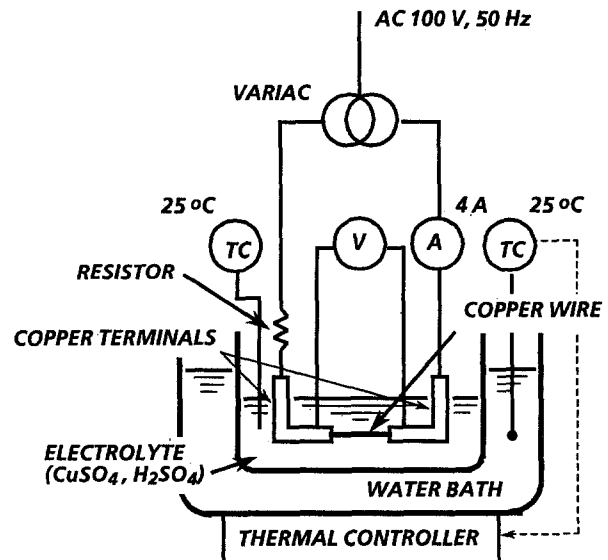 AC 100 V, 50 Hz
VARIAC
25 ºC
4 A
25 ºC
TC
V
A
TC
RESISTOR
COPPER WIRE
COPPER TERMINALS
ELECTROLYTE
(CuSO4, H2SO4)
WATER BATH
THERMAL CONTROLLER